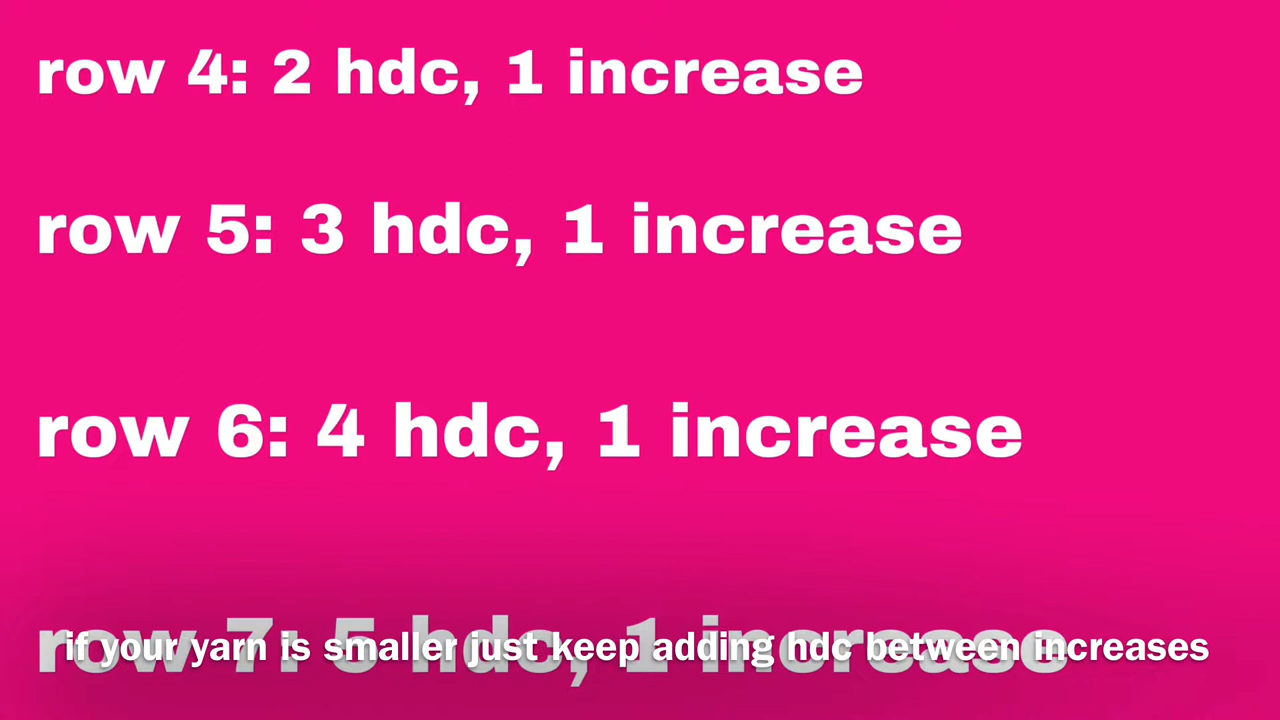 row 4: 2 hdc, 1 increase
row 5: 3 hdc, 1 increase
row 6: 4 hdc, 1 increase
row 7: 5 hdc, 1 increase
if your yarn is smaller just keep adding hdc between increases